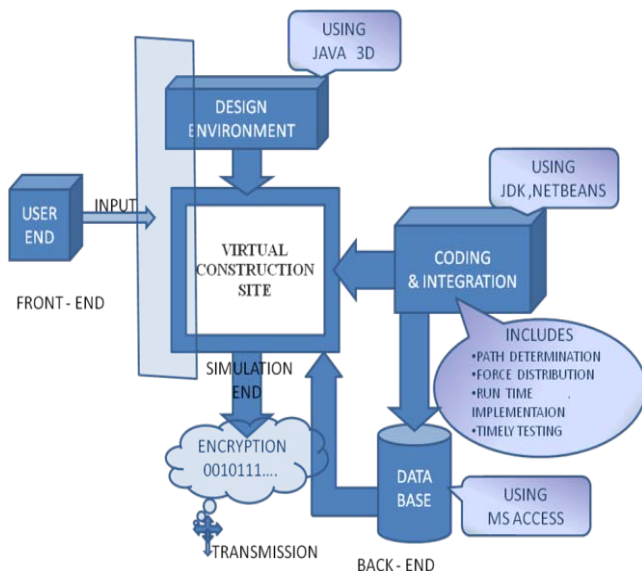 USING
JAVA 3D
DESIGN
ENVIRONMENT
USING
JDK ,NETBEANS
USER
END
INPUT
FRONT - END
VIRTUAL
CONSTRUCTION
SITE
CODING
& INTEGRATION
INCLUDES
•PATH DETERMINATION
•FORCE DISTRIBUTION
•RUN TIME .
IMPLEMENTAION
•TIMELY TESTING
SIMULATION
END
ENCRYPTION
0010111....
DATA
BASE
USING
MS ACCESS
TRANSMISSION
BACK - END